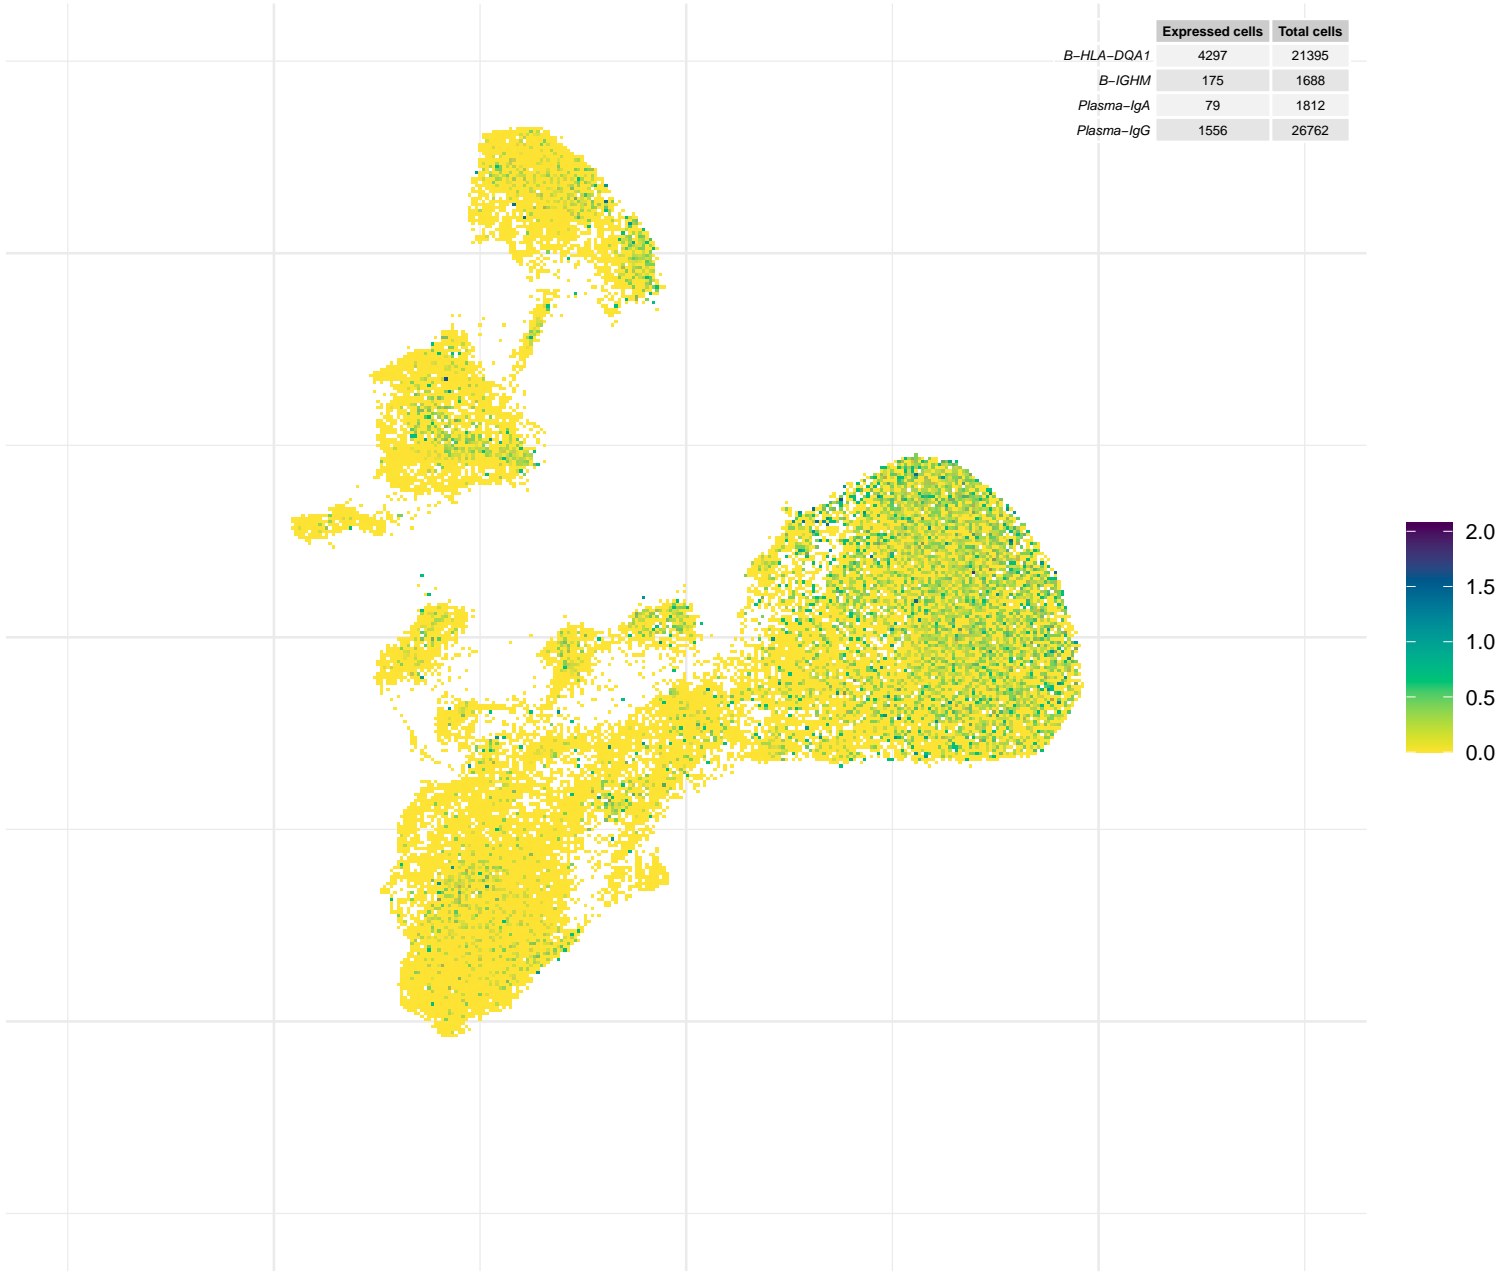 Expressed cells Total cells
B−HLA−DQA1 4297 21395
B−IGHM 175 1688
Plasma−IgA 79 1812
Plasma−IgG 1556 26762
2.0
1.5
1.0
0.5
0.0